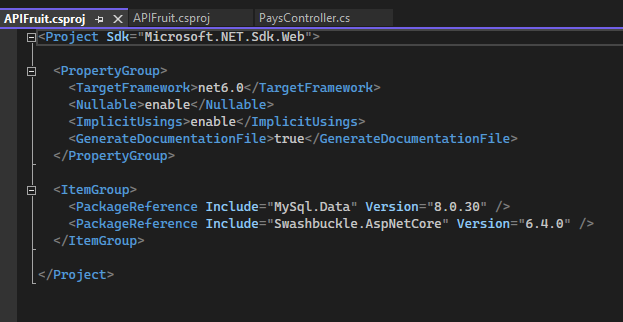 APIFruit.csproj APIFruit.csproj PaysController.cs
<Project Sdk="Microsoft.NET.Sdk.Web">
<PropertyGroup>
<TargetFramework>net6.0</TargetFramework>
<Nullable>enable</Nullable>
<ImplicitUsings>enable</ImplicitUsings>
<GenerateDocumentationFile>true</GenerateDocumentationFile>
</PropertyGroup>
<ItemGroup>
<PackageReference Include="MySql.Data" Version="8.0.30" />
<PackageReference Include="Swashbuckle.AspNetCore" Version="6.4.0" />
</ItemGroup>
</Project>